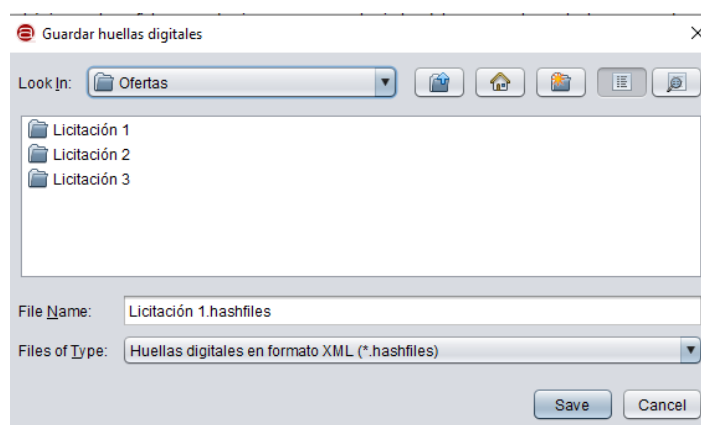 Guardar huellas digitales
Look In: Ofertas
Licitación 1
Licitación 2
Licitación 3
File Name: Licitación 1.hashfiles
Files of Type: Huellas digitales en formato XML (*.hashfiles)
Save Cancel